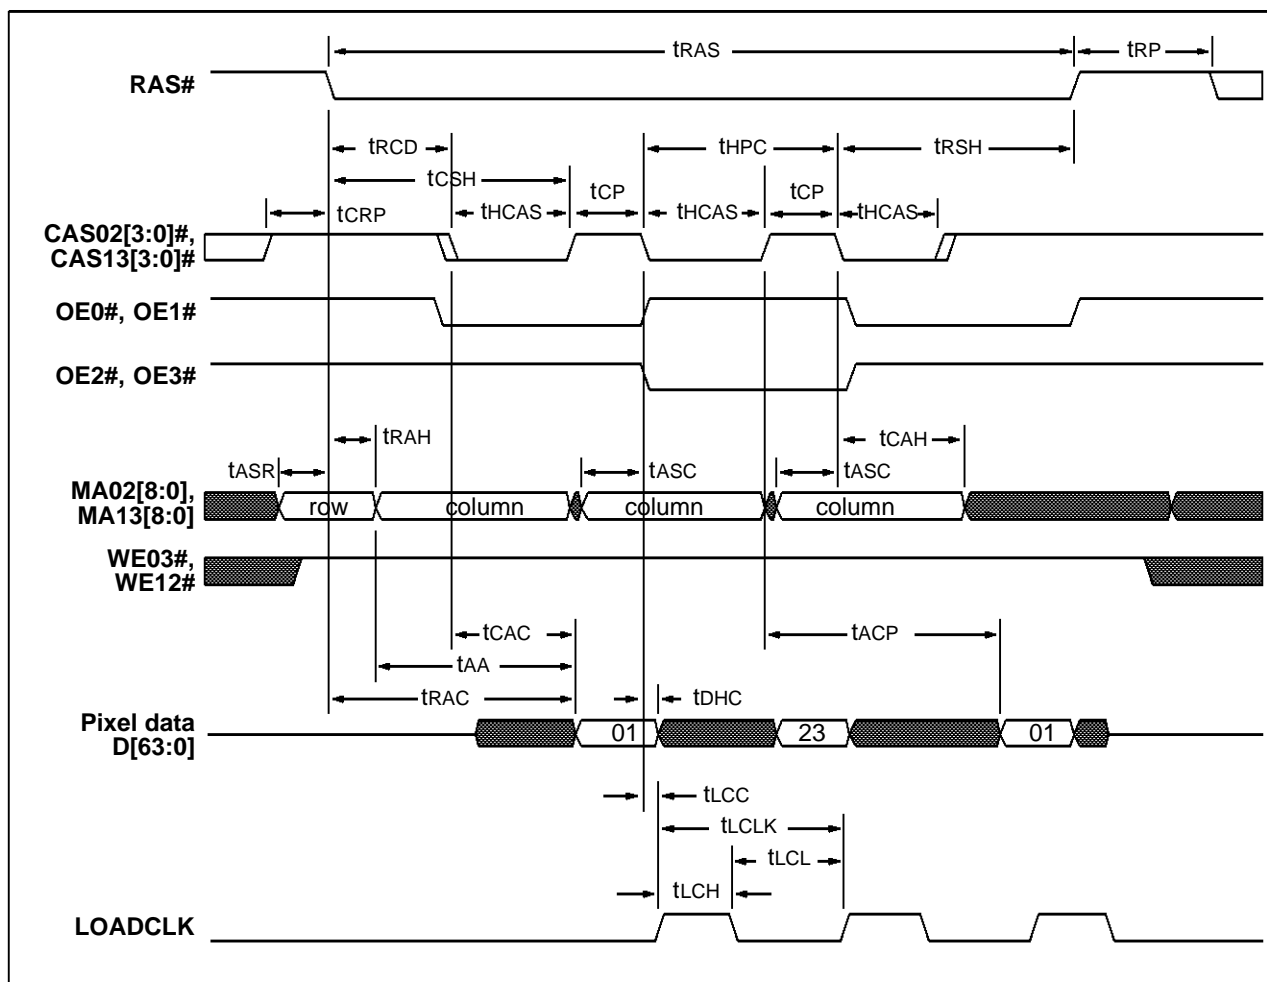 tRAS
tRP
RAS#
tRCD
tHPC
tRSH
tCSH
tCP
tCP
tCRP
tHCAS
tHCAS
tHCAS
CAS02[3:0]#,
CAS13[3:0]#
OE0#, OE1#
OE2#, OE3#
tRAH
tCAH
tASR
tASC
tASC
MA02[8:0],
MA13[8:0]
row
column
column
column
WE03#,
WE12#
tCAC
tACP
tAA
tRAC
tDHC
Pixel data
D[63:0]
01
23
01
tLCC
tLCLK
tLCL
tLCH
LOADCLK